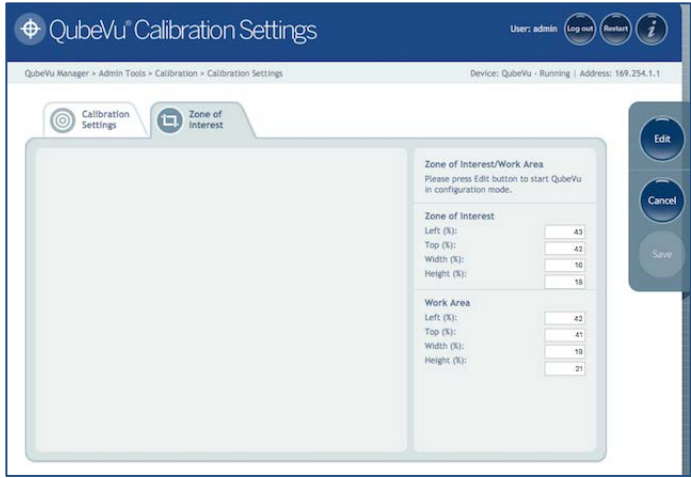 QubeVu® Calibration Settings
User: admin
Log out
Restart
i
QubeVu Manager > Admin Tools > Calibration > Calibration Settings
Device: QubeVu - Running | Address: 169.254.1.1
Calibration
Settings
Zone of
Interest
Edit
Cancel
Save
Zone of Interest/Work Area
Please press Edit button to start QubeVu
in configuration mode.
Zone of Interest
Left (%): 43
Top (%): 42
Width (%): 16
Height (%): 18
Work Area
Left (%): 42
Top (%): 41
Width (%): 19
Height (%): 21